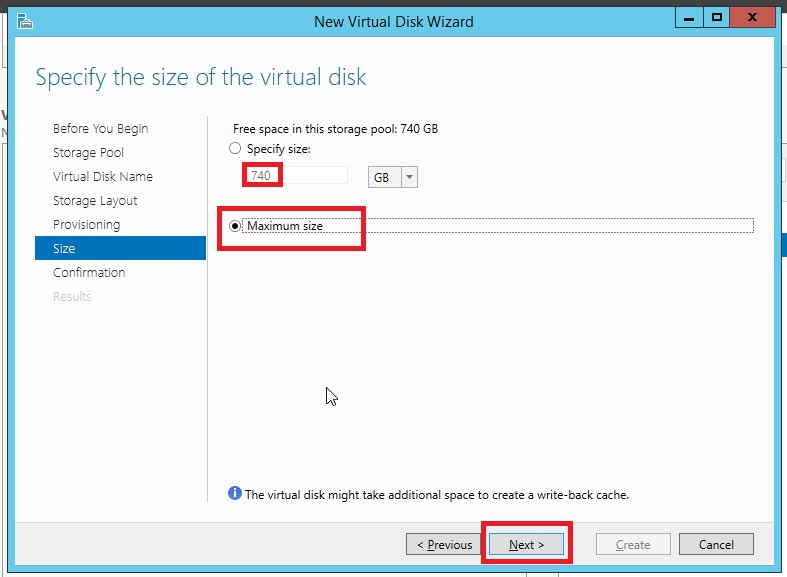 New Virtual Disk Wizard
Specify the size of the virtual disk
Before You Begin
Storage Pool
Virtual Disk Name
Storage Layout
Provisioning
Size
Confirmation
Results
Free space in this storage pool: 740 GB
Specify size:
740 GB
Maximum size
The virtual disk might take additional space to create a write-back cache.
< Previous Next > Create Cancel